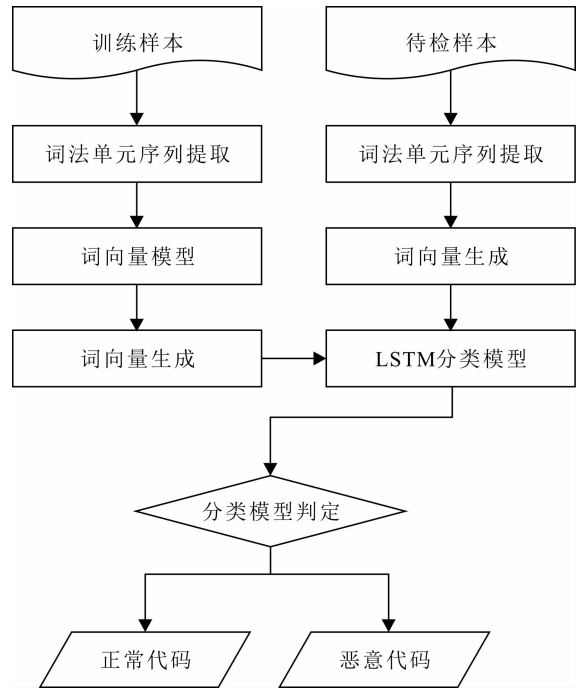 训练样本
待检样本
词法单元序列提取
词法单元序列提取
词向量模型
词向量生成
词向量生成
LSTM分类模型
分类模型判定
正常代码
恶意代码